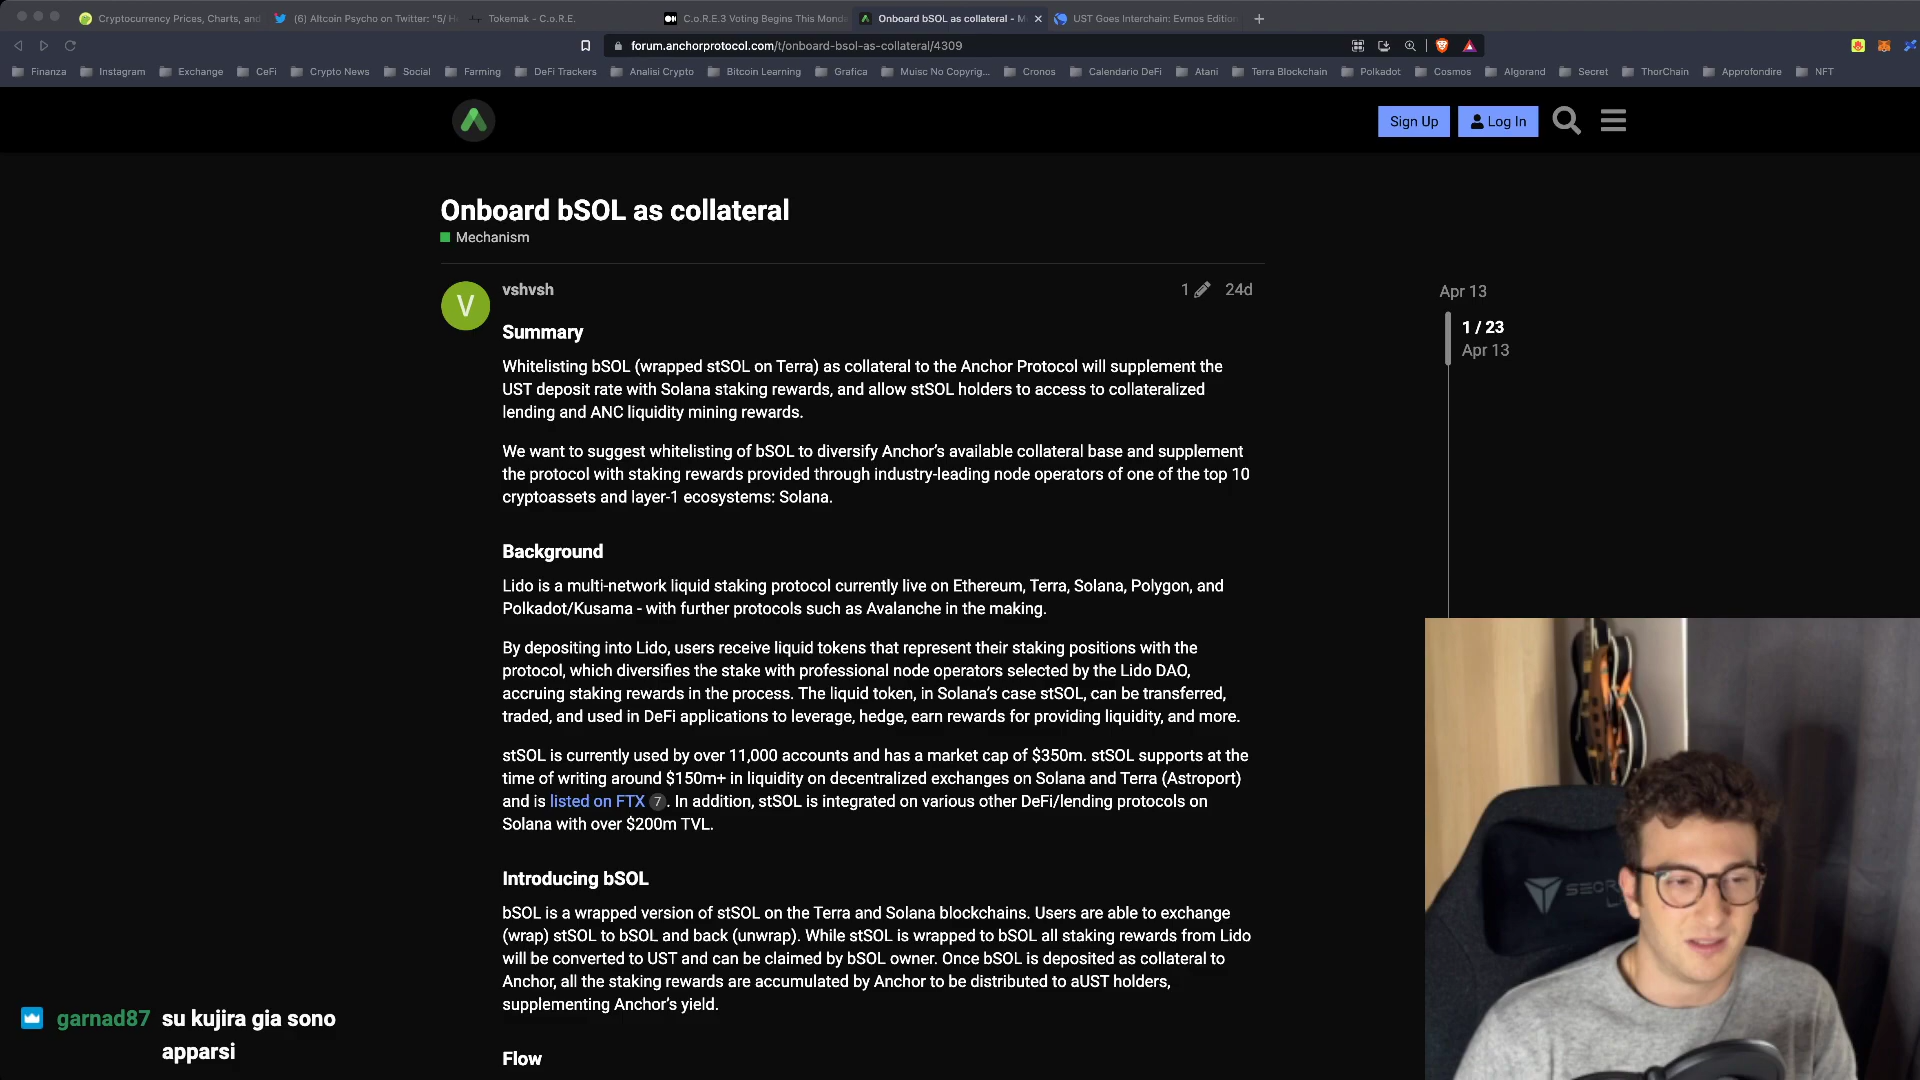 Cryptocurrency Prices, Charts, and
(6) Altcoin Psycho on Twitter: "5/ H
Tokemak - C.o.R.E.
C.o.R.E.3 Voting Begins This Monde
Onboard bSOL as collateral - M
UST Goes Interchain: Evmos Edition
forum.anchorprotocol.com/t/onboard-bsol-as-collateral/4309
Finanza
Instagram
Exchange
CeFi
Crypto News
Social
Farming
DeFi Trackers
Analisi Crypto
Bitcoin Learning
Grafica
Muisc No Copyrig...
Cronos
Calendario DeFi
Atani
Terra Blockchain
Polkadot
Cosmos
Algorand
Secret
ThorChain
Approfondire
NFT
Sign Up
Log In
Onboard bSOL as collateral
Mechanism
V
vshvsh
1
24d
Apr 13
1 / 23
Apr 13
Summary
Whitelisting bSOL (wrapped stSOL on Terra) as collateral to the Anchor Protocol will supplement the
UST deposit rate with Solana staking rewards, and allow stSOL holders to access to collateralized
lending and ANC liquidity mining rewards.
We want to suggest whitelisting of bSOL to diversify Anchor's available collateral base and supplement
the protocol with staking rewards provided through industry-leading node operators of one of the top 10
cryptoassets and layer-1 ecosystems: Solana.
Background
Lido is a multi-network liquid staking protocol currently live on Ethereum, Terra, Solana, Polygon, and
Polkadot/Kusama - with further protocols such as Avalanche in the making.
By depositing into Lido, users receive liquid tokens that represent their staking positions with the
protocol, which diversifies the stake with professional node operators selected by the Lido DAO,
accruing staking rewards in the process. The liquid token, in Solana's case stSOL, can be transferred,
traded, and used in DeFi applications to leverage, hedge, earn rewards for providing liquidity, and more.
stSOL is currently used by over 11,000 accounts and has a market cap of $350m. stSOL supports at the
time of writing around $150m+ in liquidity on decentralized exchanges on Solana and Terra (Astroport)
and is listed on FTX 7. In addition, stSOL is integrated on various other DeFi/lending protocols on
Solana with over $200m TVL.
Introducing bSOL
bSOL is a wrapped version of stSOL on the Terra and Solana blockchains. Users are able to exchange
(wrap) stSOL to bSOL and back (unwrap). While stSOL is wrapped to bSOL all staking rewards from Lido
will be converted to UST and can be claimed by bSOL owner. Once bSOL is deposited as collateral to
Anchor, all the staking rewards are accumulated by Anchor to be distributed to aUST holders,
supplementing Anchor's yield.
Flow
garnad87 su kujira gia sono
apparsi